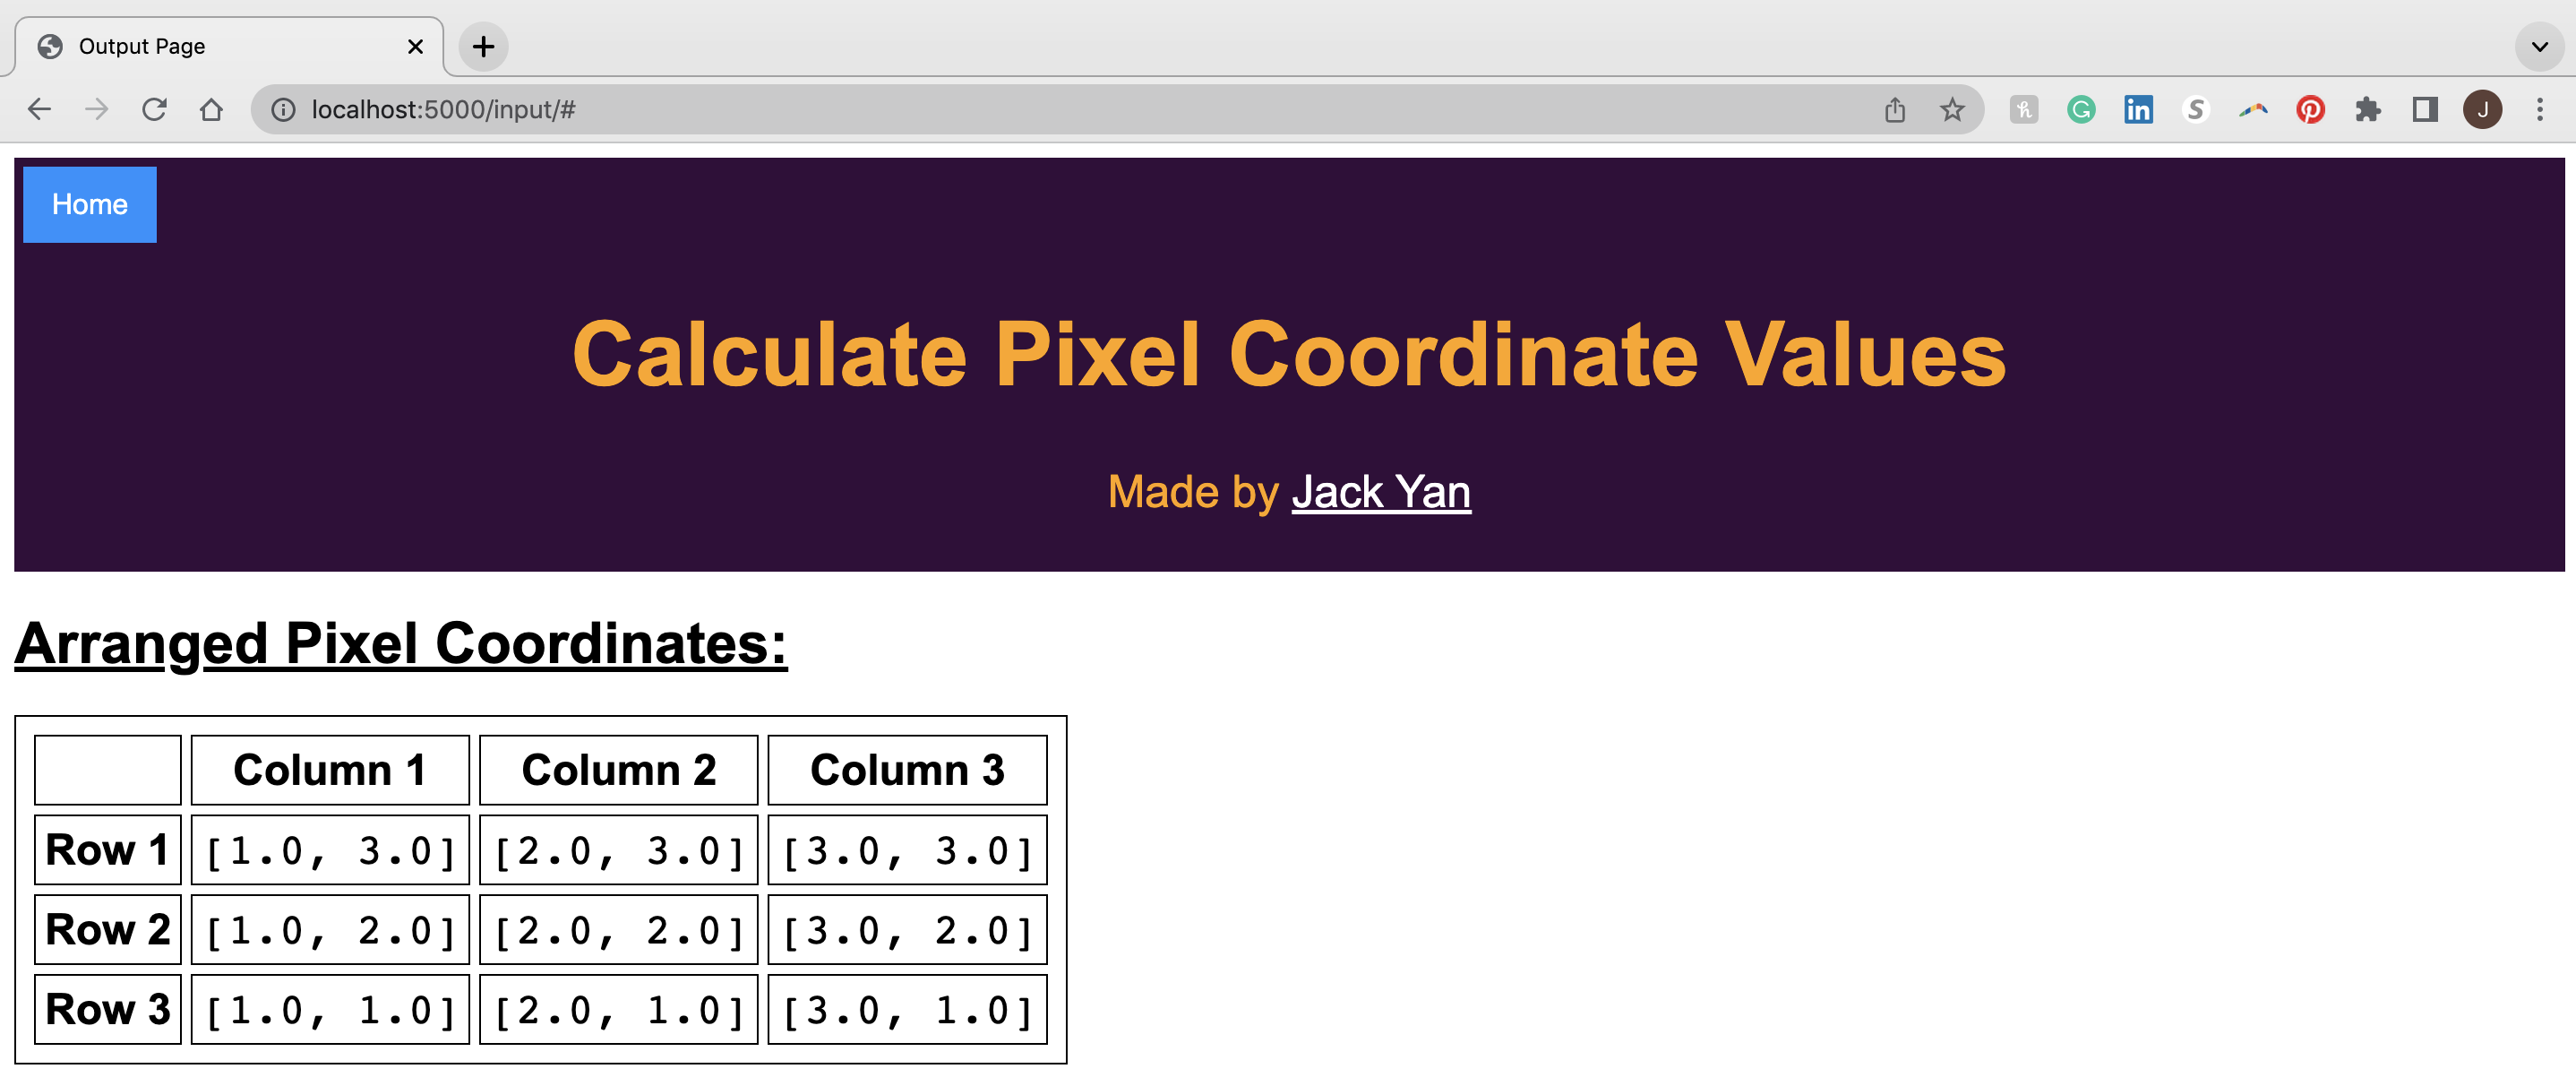 Output Page
localhost:5000/input/#
J
Home
Calculate Pixel Coordinate Values
Made by Jack Yan
Arranged Pixel Coordinates:
Column 1 Column 2 Column 3
Row 1 [1.0, 3.0] [2.0, 3.0] [3.0, 3.0]
Row 2 [1.0, 2.0] [2.0, 2.0] [3.0, 2.0]
Row 3 [1.0, 1.0] [2.0, 1.0] [3.0, 1.0]